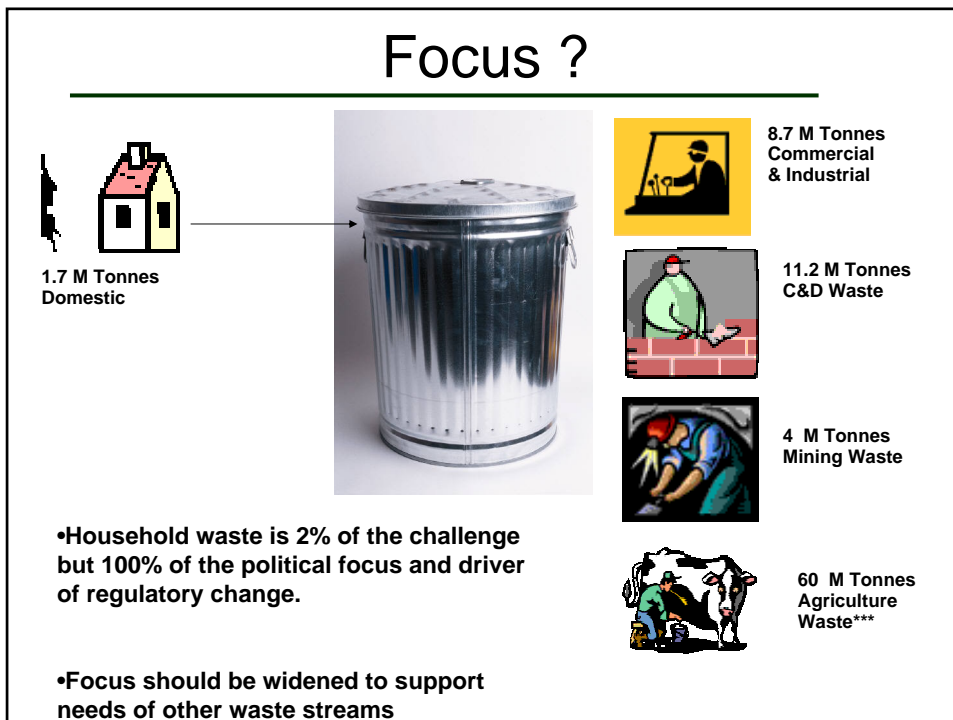 Focus ?
1.7 M Tonnes
Domestic
8.7 M Tonnes
Commercial
& Industrial
11.2 M Tonnes
C&D Waste
4  M Tonnes
Mining Waste
60  M Tonnes
Agriculture
Waste***
•Household waste is 2% of the challenge
but 100% of the political focus and driver
of regulatory change.
•Focus should be widened to support
needs of other waste streams